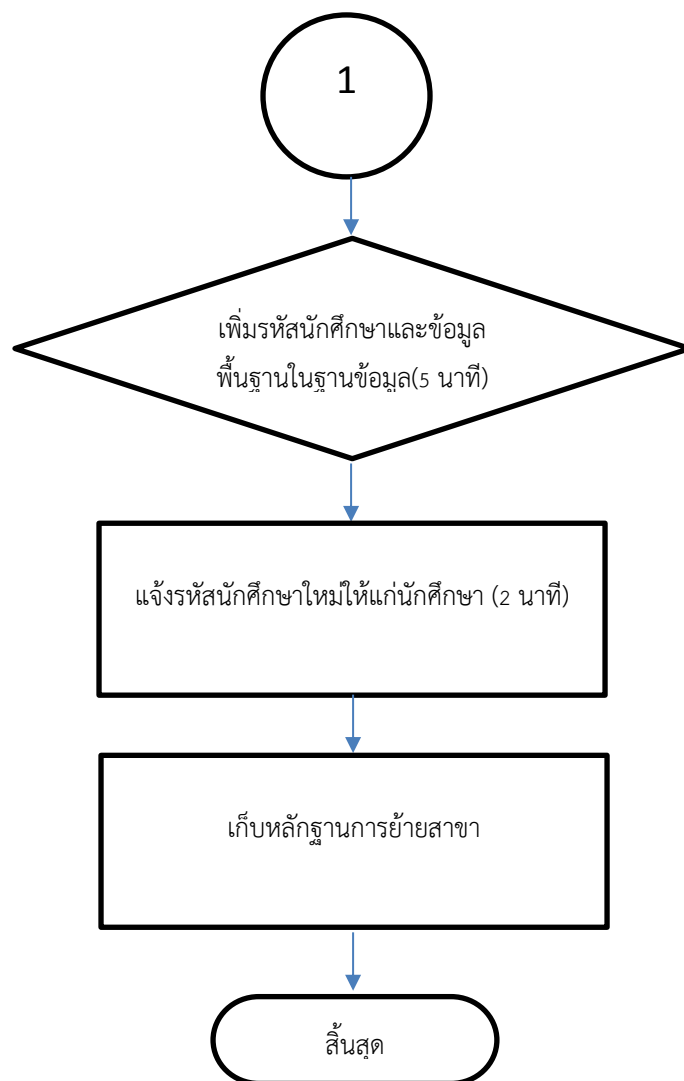 1
เพิ่มรหัสนักศึกษาและข้อมูล
พื้นฐานในฐานข้อมูล(5 นาที)
แจ้งรหัสนักศึกษาใหม่ให้แก่นักศึกษา (2 นาที)
เก็บหลักฐานการย้ายสาขา
สิ้นสุด